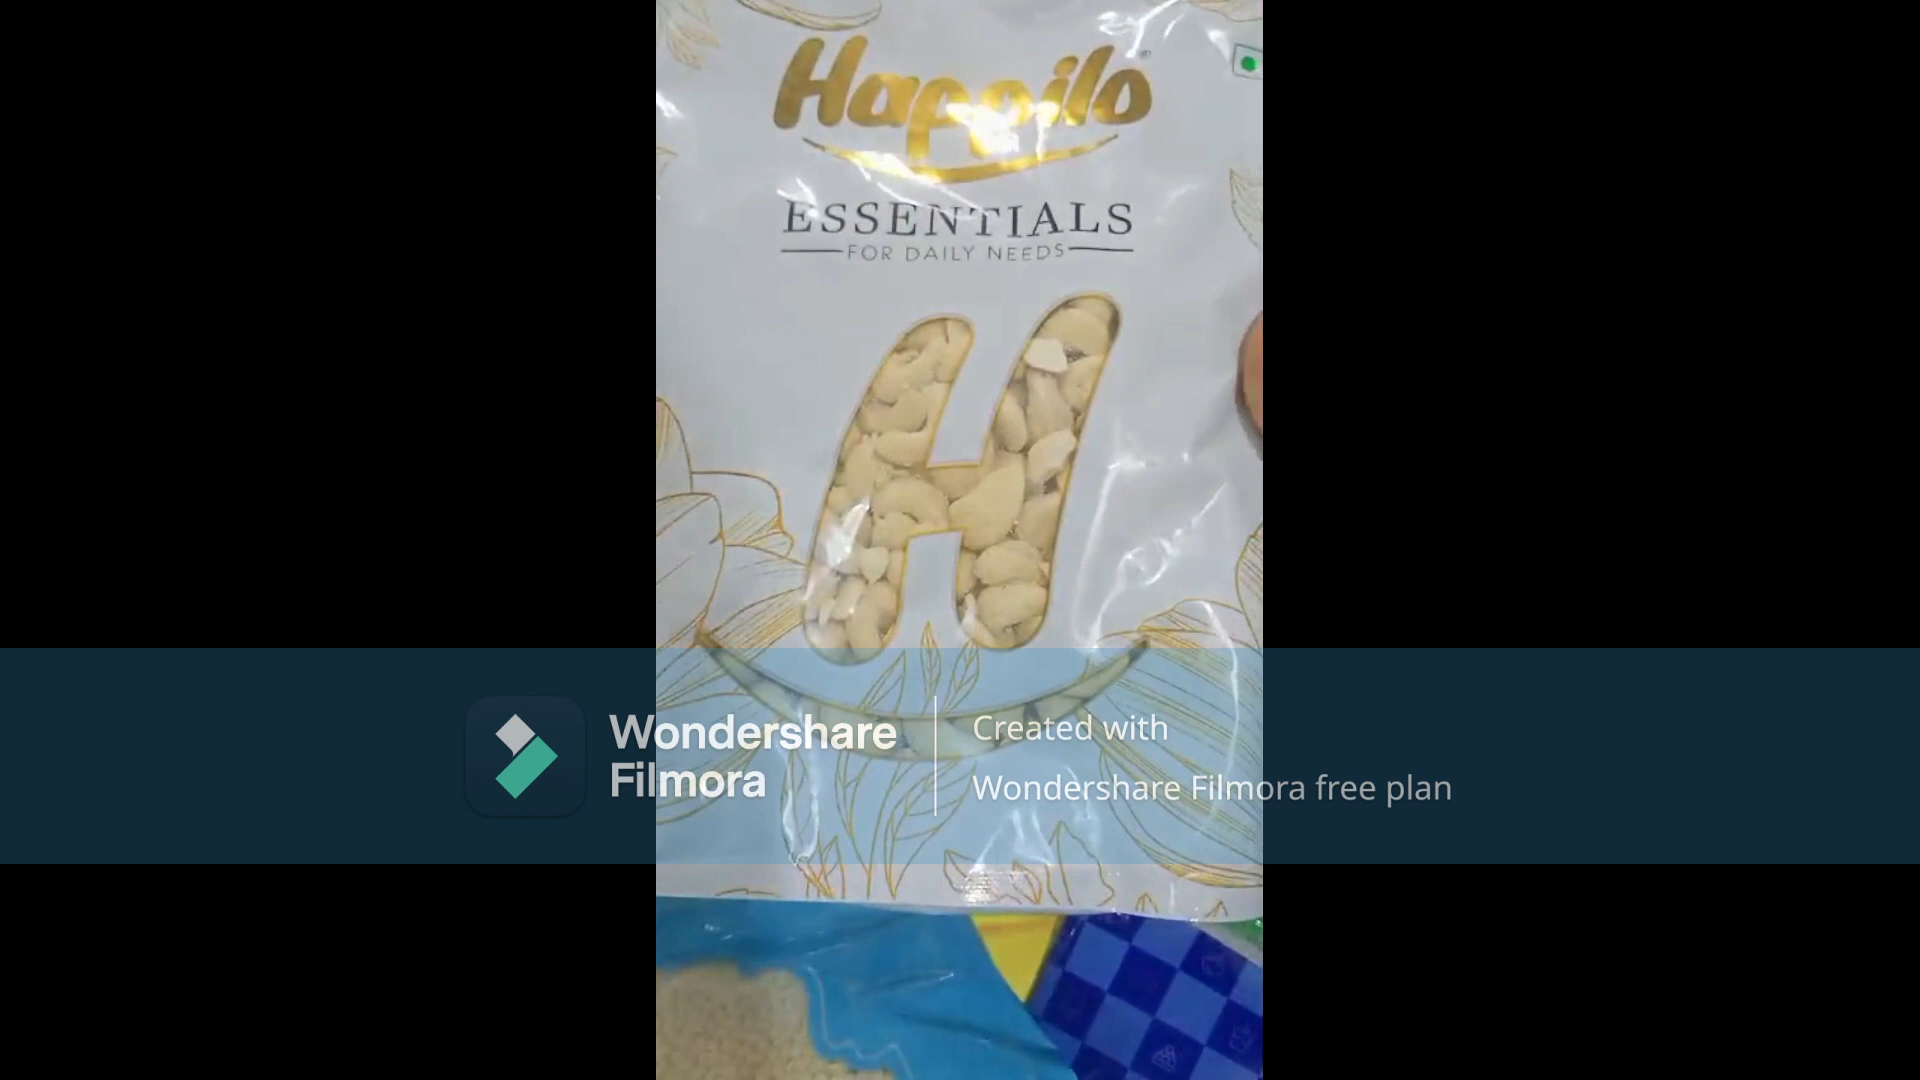 Happilo
ESSENTIALS
FOR DAILY NEEDS
H
Wondershare
Filmora
Created with
Wondershare Filmora free plan